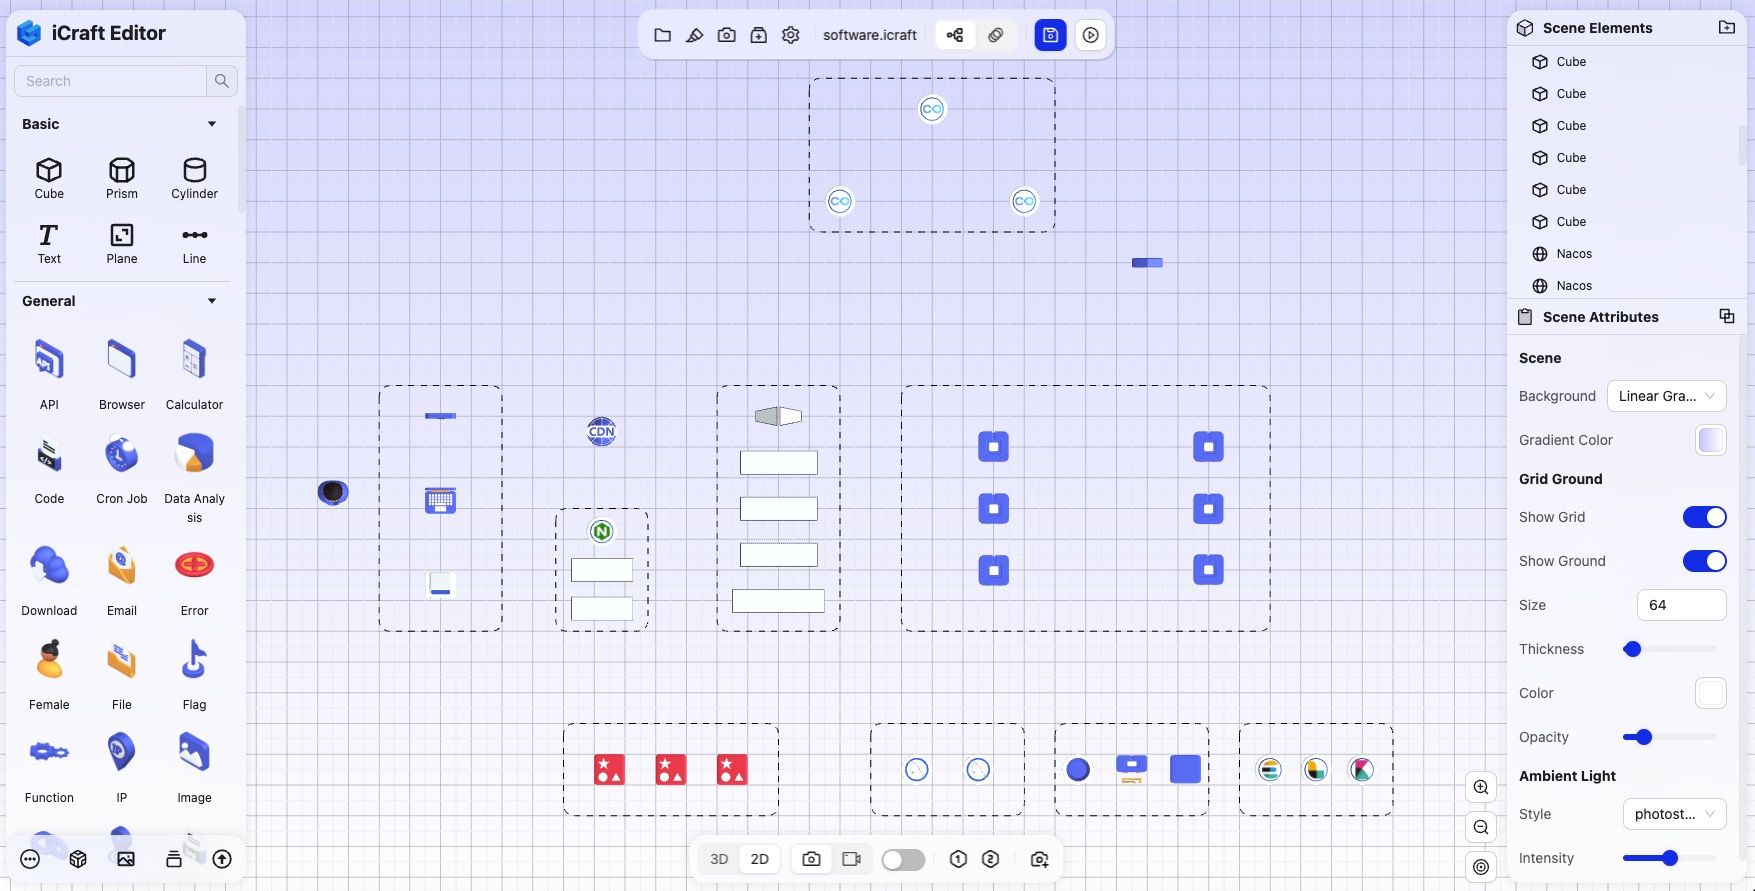 iCraft Editor
Search
Basic
Cube
Prism
Cylinder
Text
Plane
Line
General
API
Browser
Calculator
Code
Cron Job
Data Analy
sis
Download
Email
Error
Female
File
Flag
Function
IP
Image
software.icraft
CDN
3D
2D
Scene Elements
Cube
Cube
Cube
Cube
Cube
Cube
Nacos
Nacos
Scene Attributes
Scene
Background
Linear Gra...
Gradient Color
Grid Ground
Show Grid
Show Ground
Size
64
Thickness
Color
Opacity
Ambient Light
Style
photost...
Intensity